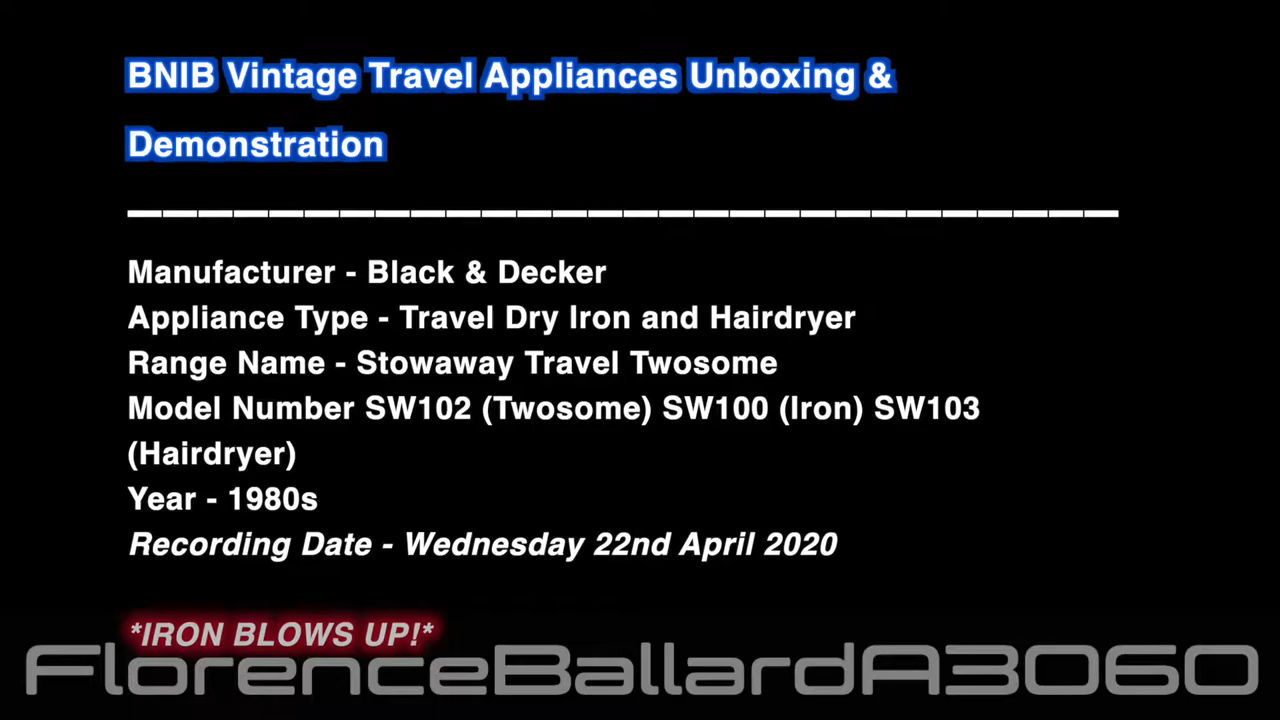 BNIB Vintage Travel Appliances Unboxing &
Demonstration
Manufacturer - Black & Decker
Appliance Type - Travel Dry Iron and Hairdryer
Range Name - Stowaway Travel Twosome
Model Number SW102 (Twosome) SW100 (Iron) SW103
(Hairdryer)
Year - 1980s
Recording Date - Wednesday 22nd April 2020
*IRON BLOWS UP!*
FlorenceBallardA3060